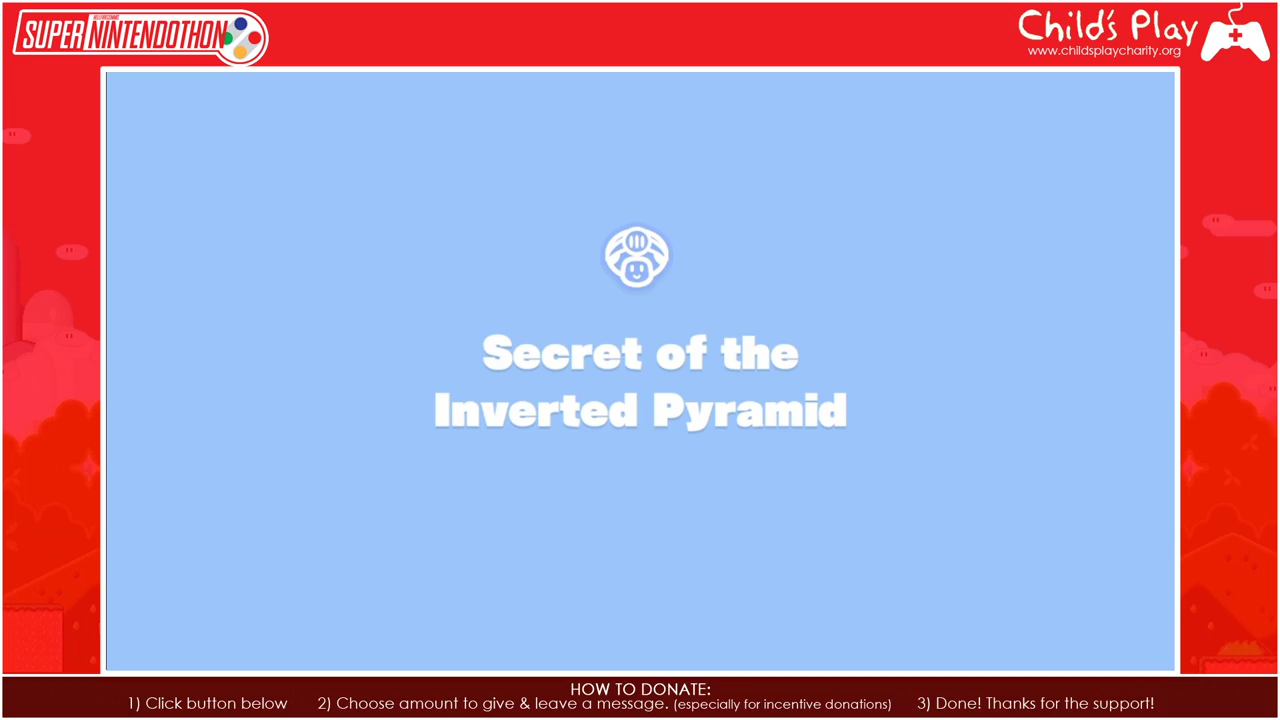 SUPER NINTENDOTHON
Child's Play
www.childsplaycharity.org
Secret of the
Inverted Pyramid
HOW TO DONATE:
1) Click button below 2) Choose amount to give & leave a message. (especially for incentive donations) 3) Done! Thanks for the support!